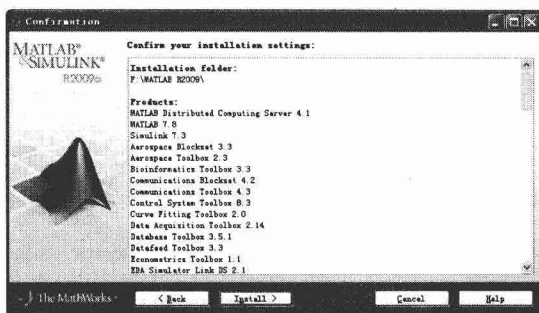 Confirmation
MATLAB®
&SIMULINK®
R2009a
Confirm your installation settings:
Installation folder:
F:\MATLAB R2009\
Products:
MATLAB Distributed Computing Server 4.1
MATLAB 7.8
Simulink 7.3
Aerospace Blockset 3.3
Aerospace Toolbox 2.3
Bioinformatics Toolbox 3.3
Communications Blockset 4.2
Communications Toolbox 4.3
Control System Toolbox 8.3
Curve Fitting Toolbox 2.0
Data Acquisition Toolbox 2.14
Database Toolbox 3.5.1
Datafeed Toolbox 3.3
Econometrics Toolbox 1.1
EDA Simulator Link DS 2.1
The MathWorks
< Back
Install >
Cancel
Help